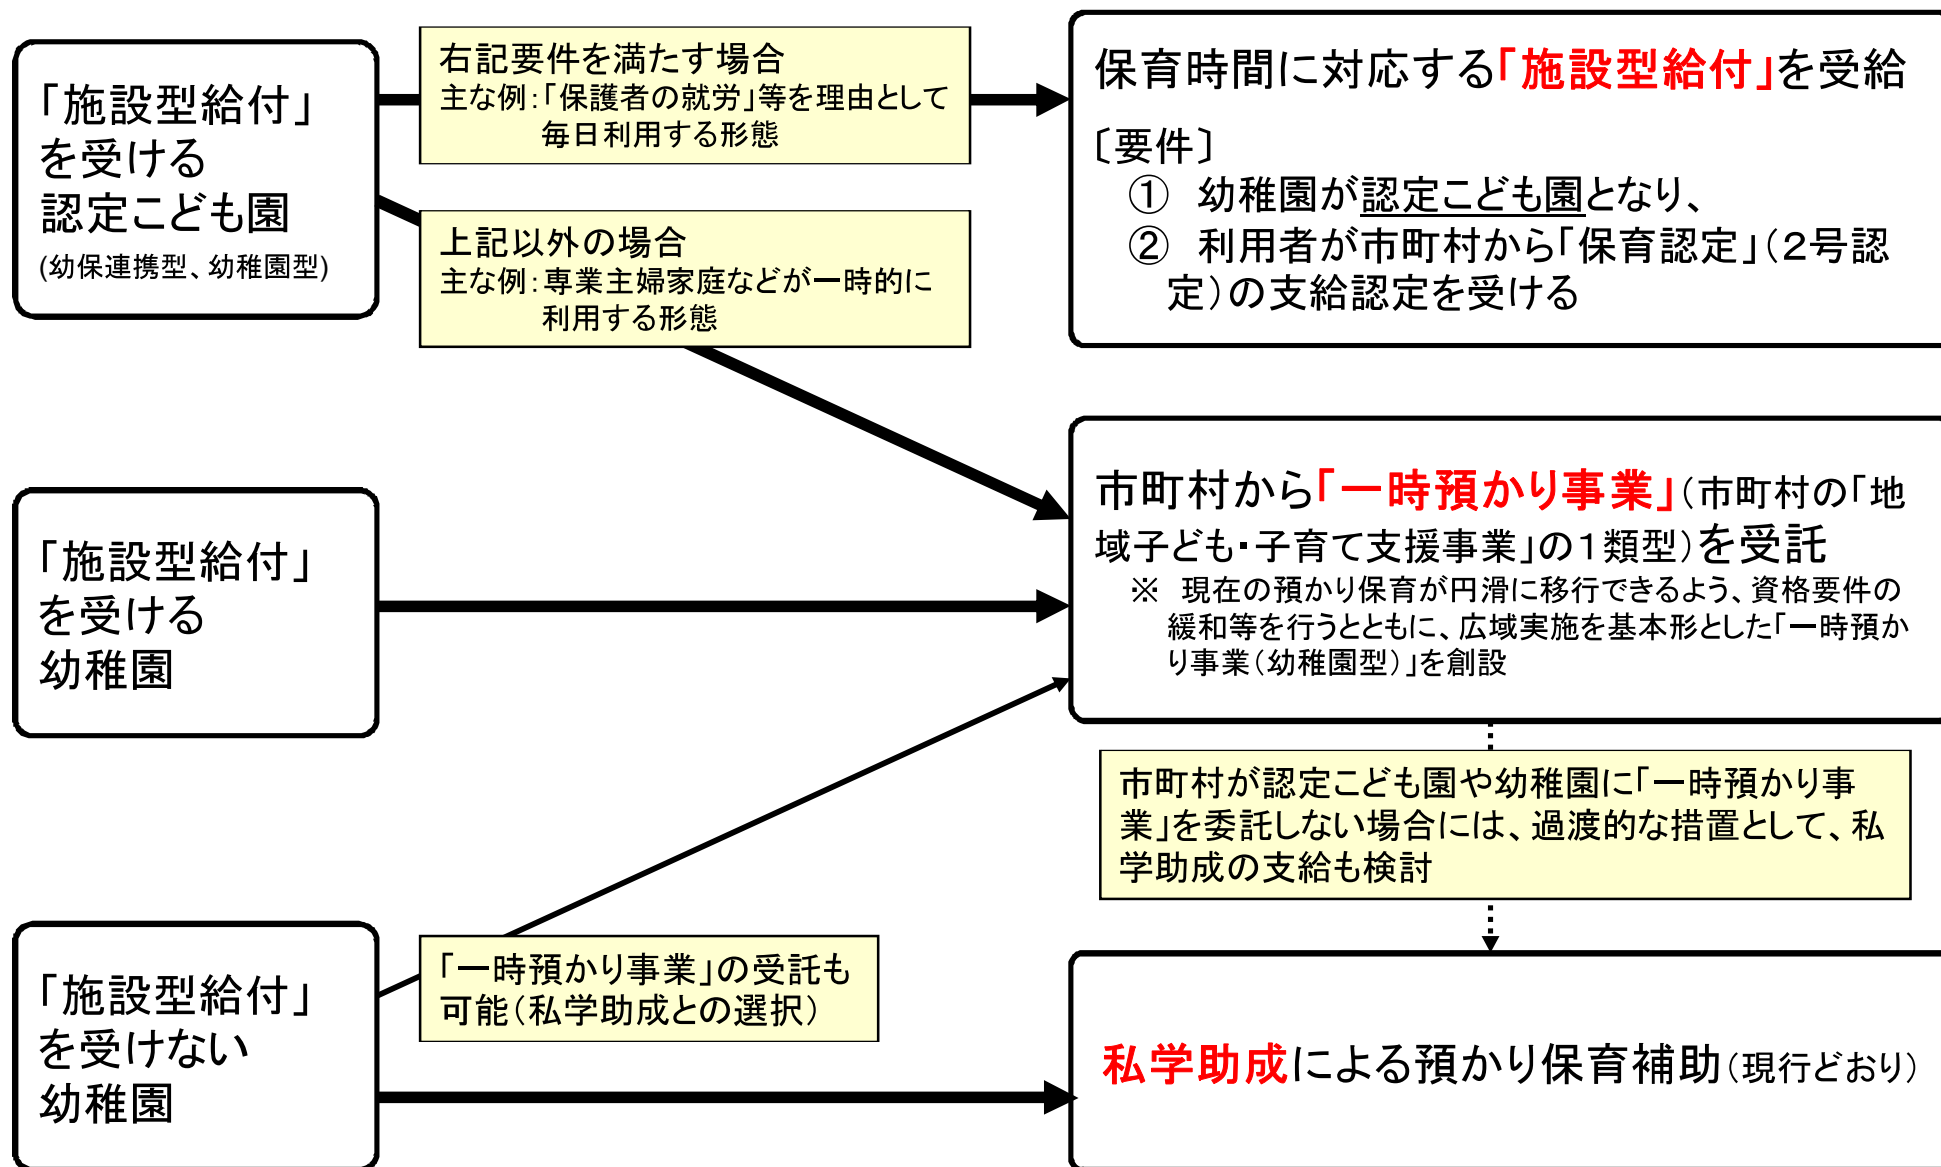 「施設型給付」
を受ける
認定こども園
(幼保連携型、幼稚園型)
右記要件を満たす場合
主な例：「保護者の就労」等を理由として
毎日利用する形態
上記以外の場合
主な例：専業主婦家庭などが一時的に
利用する形態
保育時間に対応する「施設型給付」を受給
〔要件〕
①　幼稚園が認定こども園となり、
②　利用者が市町村から「保育認定」（２号認
定）の支給認定を受ける
「施設型給付」
を受ける
幼稚園
市町村から「一時預かり事業」（市町村の「地
域子ども・子育て支援事業」の１類型）を受託
※　現在の預かり保育が円滑に移行できるよう、資格要件の
緩和等を行うとともに、広域実施を基本形とした「一時預か
り事業（幼稚園型）」を創設
市町村が認定こども園や幼稚園に「一時預かり事
業」を委託しない場合には、過渡的な措置として、私
学助成の支給も検討
「施設型給付」
を受けない
幼稚園
「一時預かり事業」の受託も
可能（私学助成との選択）
私学助成による預かり保育補助（現行どおり）